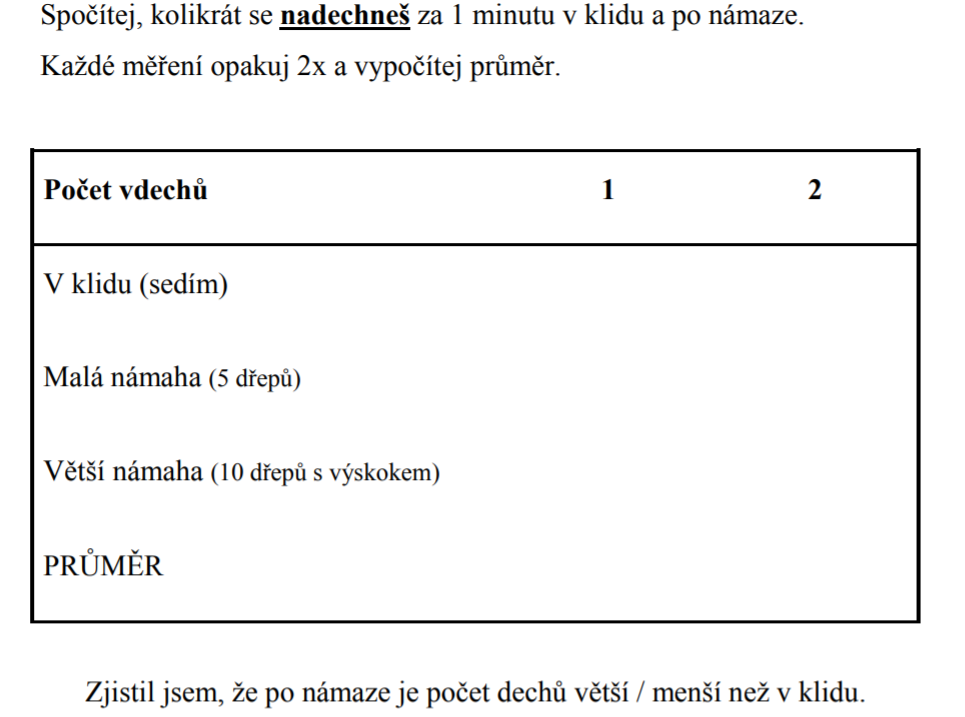 Spočítej, kolikrát se nadechneš za 1 minutu v klidu a po námaze.
Každé měření opakuj 2x a vypočítej průměr.
Počet vdechů 1 2
V klidu (sedím)
Malá námaha (5 dřepů)
Větší námaha (10 dřepů s výskokem)
PRŮMĚR
Zjistil jsem, že po námaze je počet dechů větší / menší než v klidu.